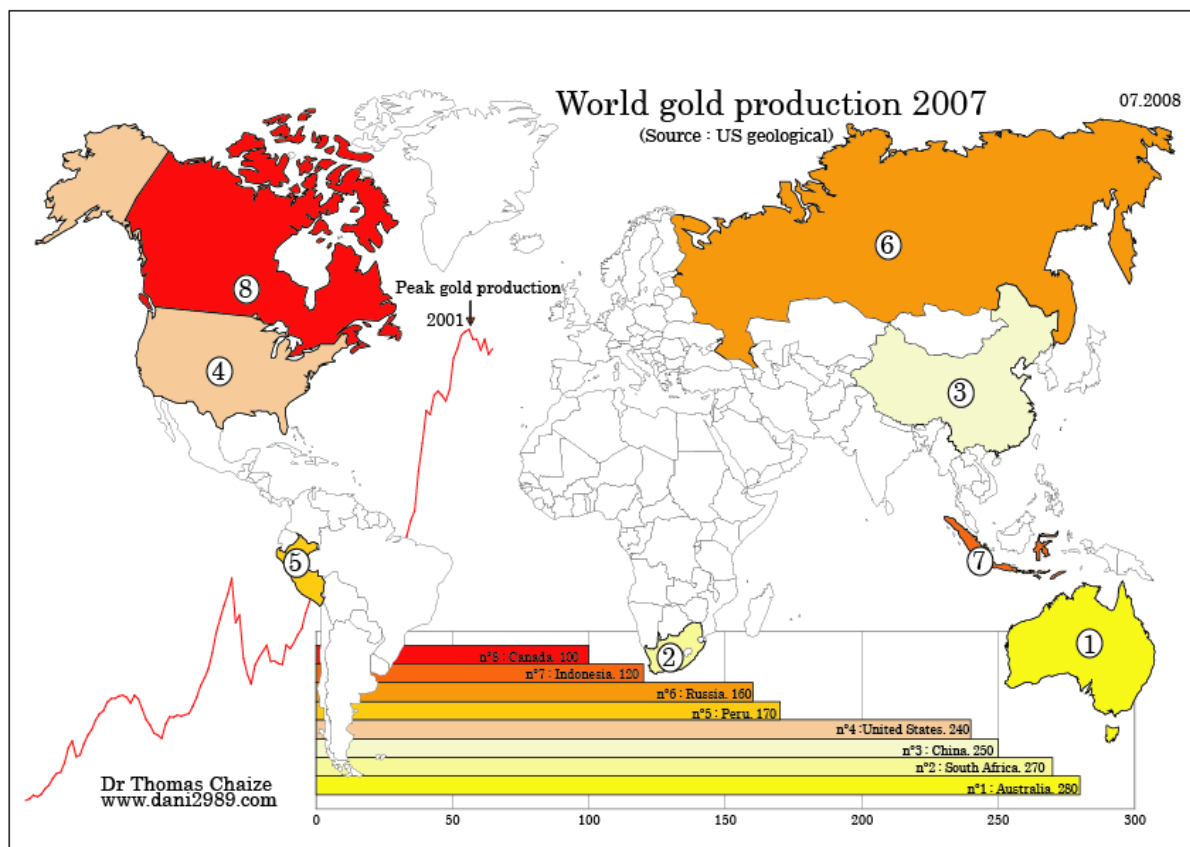 World gold production 2007
07.2008
(Source : US geological)
6
8
Peak gold production
2001
4
3
5
7
2
1
n°8 : Canada. 100
n°7 : Indonesia. 120
n°6 : Russia. 160
n°5 : Peru. 170
n°4 :United States. 240
n°3 : China. 250
n°2 : South Africa. 270
n°1 : Australia. 280
Dr Thomas Chaize
www.dani2989.com
0 50 100 150 200 250 300